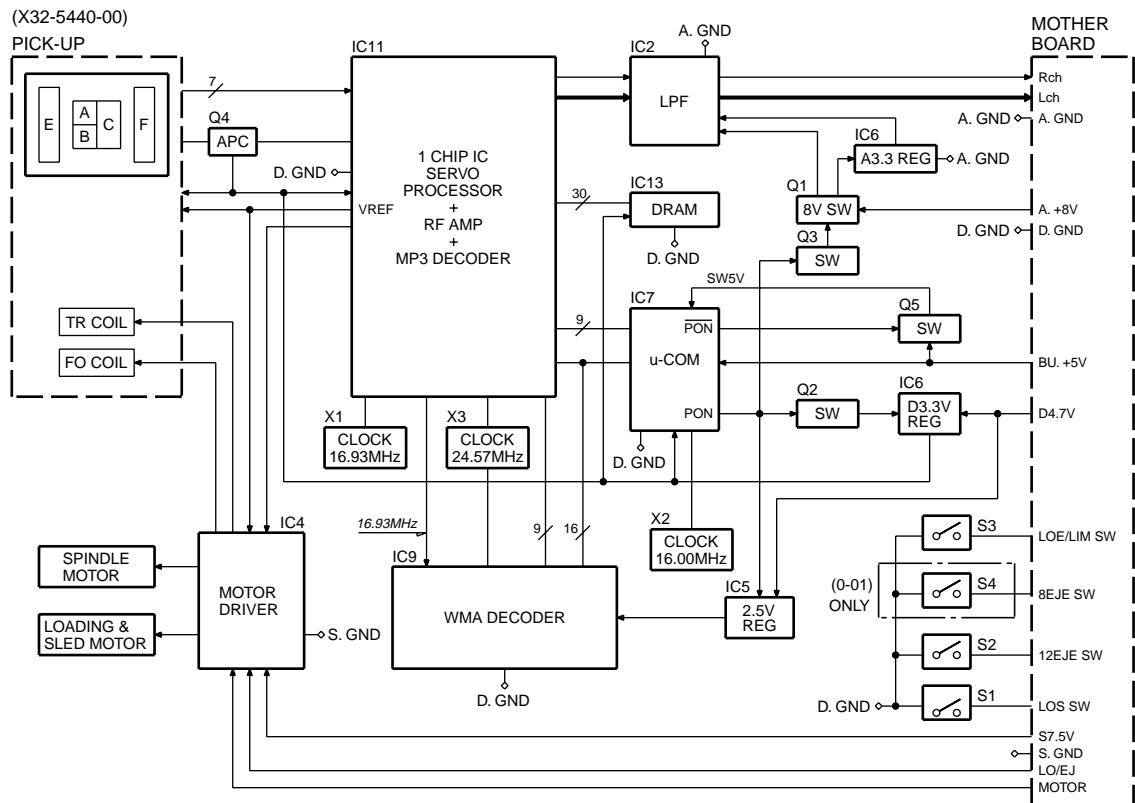 (X32-5440-00)
PICK-UP
E
A
B
C
F
7
Q4
APC
D. GND
IC11
1 CHIP IC
SERVO
PROCESSOR
+
RF AMP
+
MP3 DECODER
VREF
IC2
LPF
A. GND
MOTHER
BOARD
Rch
Lch
A. GND
A. GND
IC6
A3.3 REG
A. GND
Q1
8V SW
A. +8V
D. GND
D. GND
Q3
SW
30
IC13
DRAM
D. GND
SW5V
IC7
PON
u-COM
PON
9
Q5
SW
BU. +5V
Q2
SW
IC6
D3.3V
REG
D4.7V
D. GND
TR COIL
FO COIL
X1
CLOCK
16.93MHz
X3
CLOCK
24.57MHz
16.93MHz
9
16
X2
CLOCK
16.00MHz
IC4
MOTOR
DRIVER
SPINDLE
MOTOR
LOADING &
SLED MOTOR
S. GND
IC9
WMA DECODER
D. GND
IC5
2.5V
REG
S3
LOE/LIM SW
(0-01)
ONLY
S4
8EJE SW
S2
12EJE SW
D. GND
S1
LOS SW
S7.5V
S. GND
LO/EJ
MOTOR